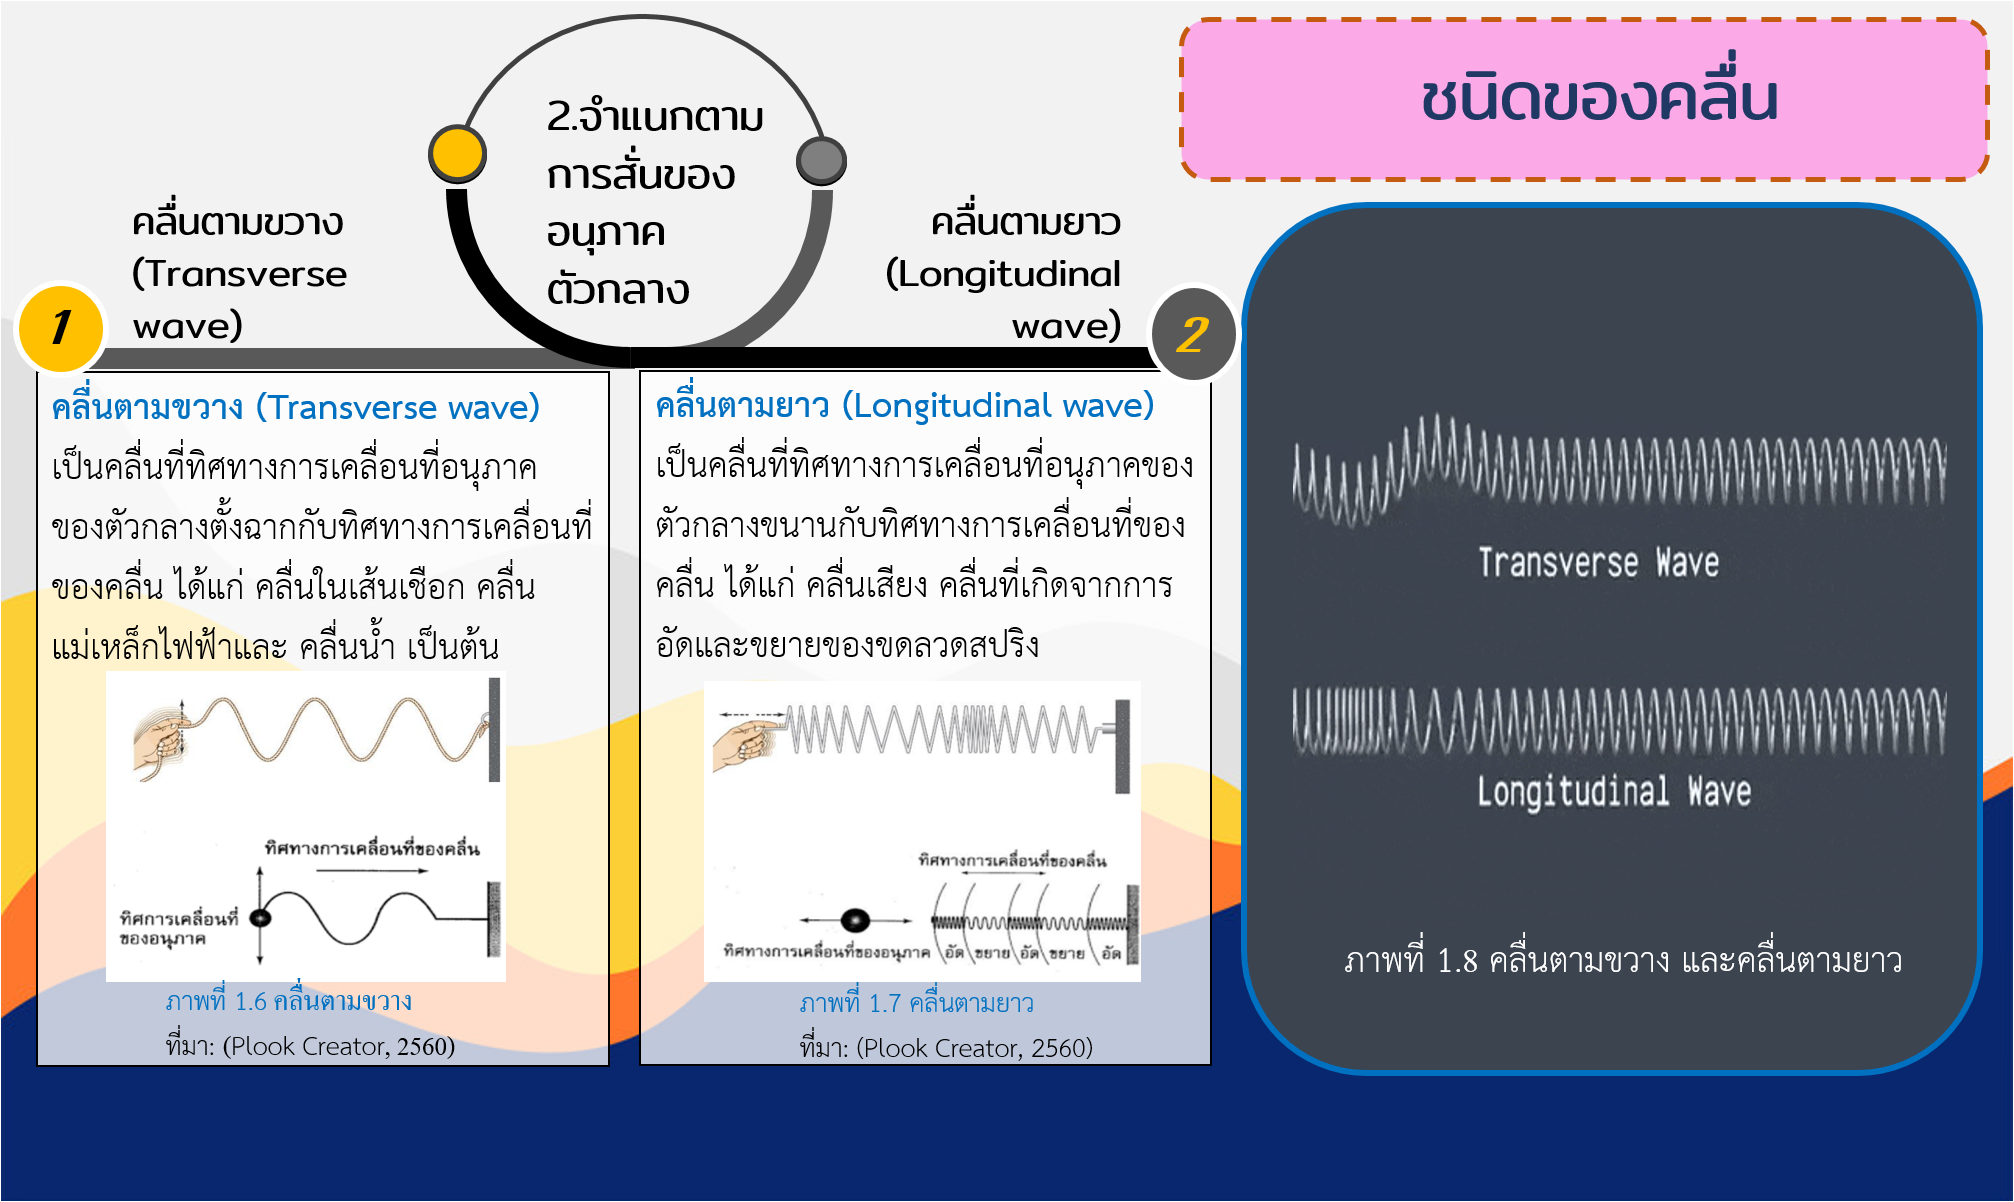 ชนิดของคลื่น
2.จำแนกตาม
การสั่นของ
อนุภาค
ตัวกลาง
คลื่นตามขวาง
(Transverse
wave)
1
คลื่นตามยาว
(Longitudinal
wave)
2
คลื่นตามขวาง (Transverse wave)
เป็นคลื่นที่ทิศทางการเคลื่อนที่อนุภาค
ของตัวกลางตั้งฉากกับทิศทางการเคลื่อนที่
ของคลื่น ได้แก่ คลื่นในเส้นเชือก คลื่น
แม่เหล็กไฟฟ้าและ คลื่นน้ำ เป็นต้น
ทิศทางการเคลื่อนที่ของคลื่น
ทิศการเคลื่อนที่
ของอนุภาค
ภาพที่ 1.6 คลื่นตามขวาง
ที่มา: (Plook Creator, 2560)
คลื่นตามยาว (Longitudinal wave)
เป็นคลื่นที่ทิศทางการเคลื่อนที่อนุภาคของ
ตัวกลางขนานกับทิศทางการเคลื่อนที่ของ
คลื่น ได้แก่ คลื่นเสียง คลื่นที่เกิดจากการ
อัดและขยายของขดลวดสปริง
ทิศทางการเคลื่อนที่ของคลื่น
ทิศทางการเคลื่อนที่ของอนุภาค อัด ขยาย อัด ขยาย อัด
ภาพที่ 1.7 คลื่นตามยาว
ที่มา: (Plook Creator, 2560)
Transverse Wave
Longitudinal Wave
ภาพที่ 1.8 คลื่นตามขวาง และคลื่นตามยาว